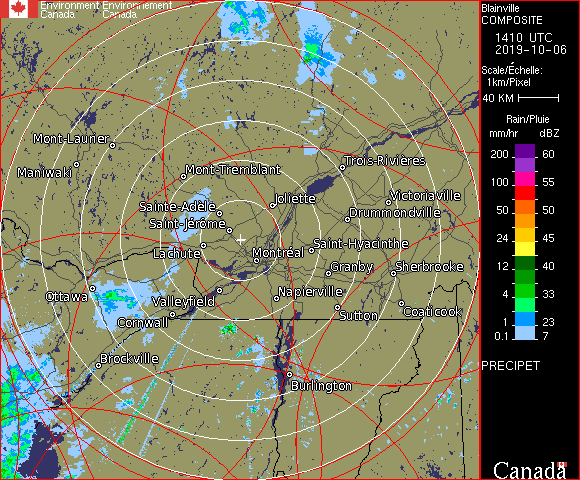 Environment Environnement
Canada Canada
Blainville
COMPOSITE
1410 UTC
2019-10-06
Scale/Échelle:
1km/Pixel
40 KM
Rain/Pluie
mm/hr dBZ
200 60
150 57
100 55
50 50
24 45
12 40
4 33
1 23
0.1 7
PRECIPET
Canada
Mont-Laurier
Maniwaki
Mont-Tremblant
Trois-Rivières
Sainte-Adèle
Joliette
Victoriaville
Saint-Jérôme
Drummondville
Lachute
Montréal
Saint-Hyacinthe
Granby
Sherbrooke
Ottawa
Valleyfield
Napierville
Cornwall
Sutton
Coaticook
Brockville
Burlington